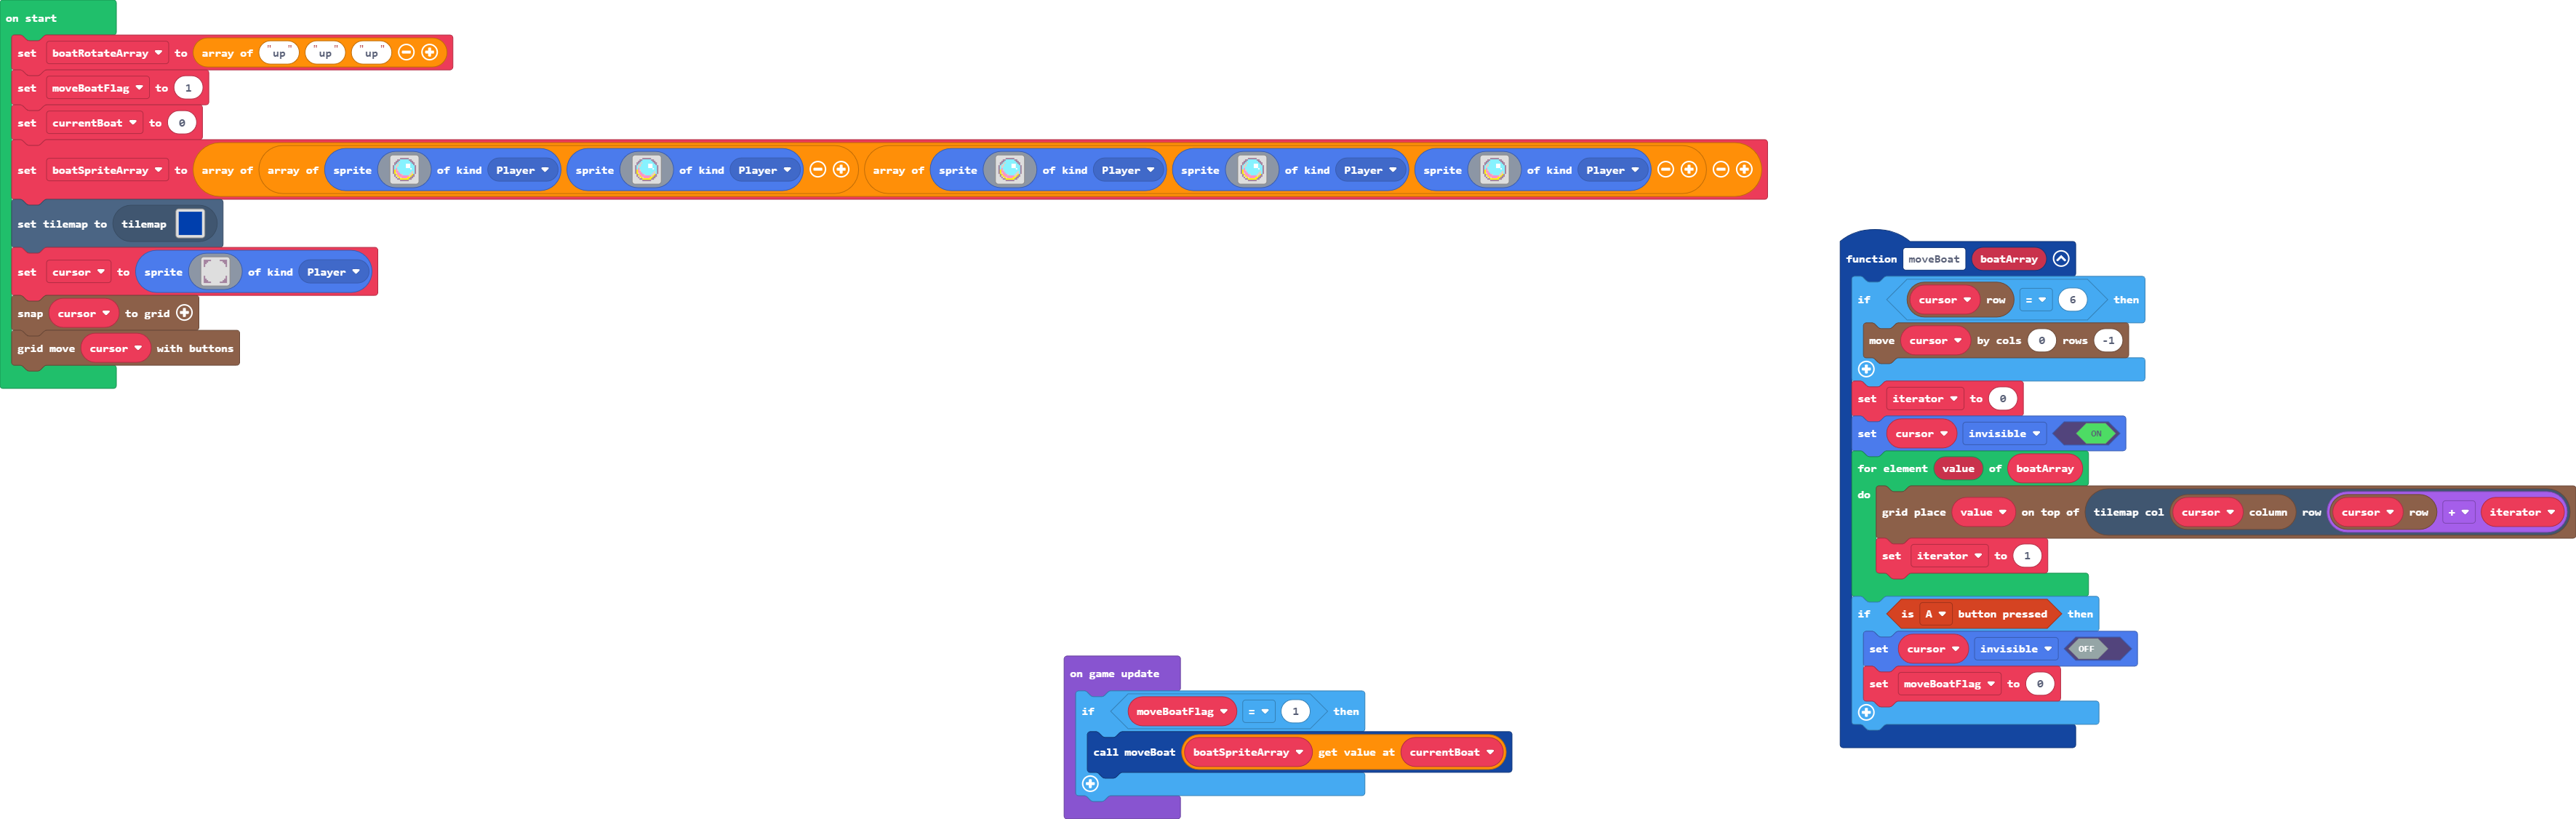 on start
set boatRotateArray to array of "up" "up" "up"
set moveBoatFlag to 1
set currentBoat to 0
set boatSpriteArray to array of array of sprite of kind Player sprite of kind Player array of sprite of kind Player sprite of kind Player sprite of kind Player
set tilemap to tilemap
set cursor to sprite of kind Player
snap cursor to grid
grid move cursor with buttons
function moveBoat boatArray
if cursor row = 6 then
move cursor by cols 0 rows -1
set iterator to 0
set cursor invisible ON
for element value of boatArray
do
grid place value on top of tilemap col cursor column row cursor row + iterator
set iterator to 1
if is A button pressed then
set cursor invisible OFF
set moveBoatFlag to 0
on game update
if moveBoatFlag = 1 then
call moveBoat boatSpriteArray get value at currentBoat